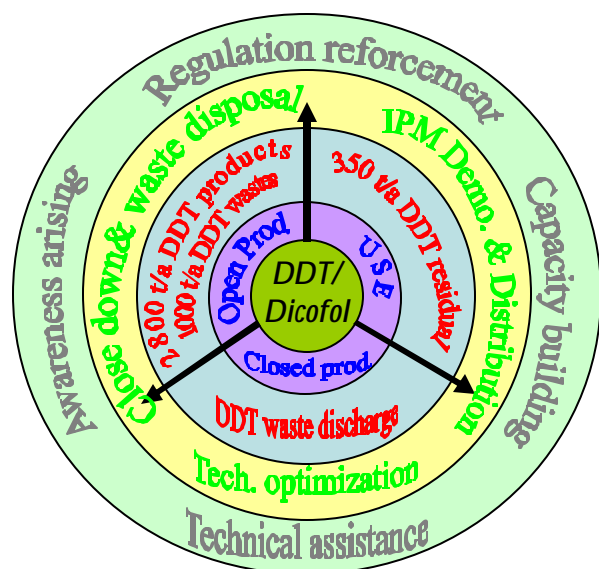 Regulation reforcement
Awareness arising
Capacity building
Technical assistance
Close down& waste disposal
IPM Demo. & Distribution
Tech. optimization
2800 t/a DDT products
1000 t/a DDT wastes
350 t/a DDT residual
DDT waste discharge
Open Prod.
USE
Closed prod.
DDT/
Dicofol